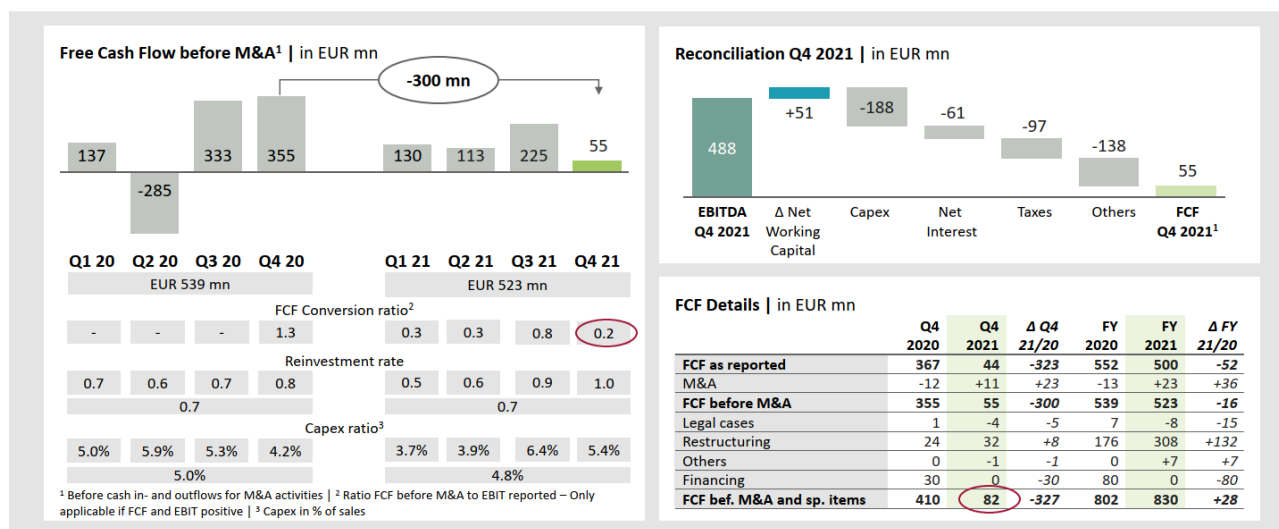 Free Cash Flow before M&A¹ | in EUR mn
-300 mn
137 -285 333 355 130 113 225 55
Q1 20 Q2 20 Q3 20 Q4 20 Q1 21 Q2 21 Q3 21 Q4 21
EUR 539 mn EUR 523 mn
FCF Conversion ratio²
- - - 1.3 0.3 0.3 0.8 0.2
Reinvestment rate
0.7 0.6 0.7 0.8 0.5 0.6 0.9 1.0
0.7 0.7
Capex ratio³
5.0% 5.9% 5.3% 4.2% 3.7% 3.9% 6.4% 5.4%
5.0% 4.8%
¹ Before cash in- and outflows for M&A activities | ² Ratio FCF before M&A to EBIT reported – Only
applicable if FCF and EBIT positive | ³ Capex in % of sales
Reconciliation Q4 2021 | in EUR mn
488 +51 -188 -61 -97 -138 55
EBITDA Δ Net Capex Net Taxes Others FCF
Q4 2021 Working Interest Q4 2021¹
Capital
FCF Details | in EUR mn
Q4 Q4 Δ Q4 FY FY Δ FY
2020 2021 21/20 2020 2021 21/20
FCF as reported 367 44 -323 552 500 -52
M&A -12 +11 +23 -13 +23 +36
FCF before M&A 355 55 -300 539 523 -16
Legal cases 1 -4 -5 7 -8 -15
Restructuring 24 32 +8 176 308 +132
Others 0 -1 -1 0 +7 +7
Financing 30 0 -30 80 0 -80
FCF bef. M&A and sp. items 410 82 -327 802 830 +28